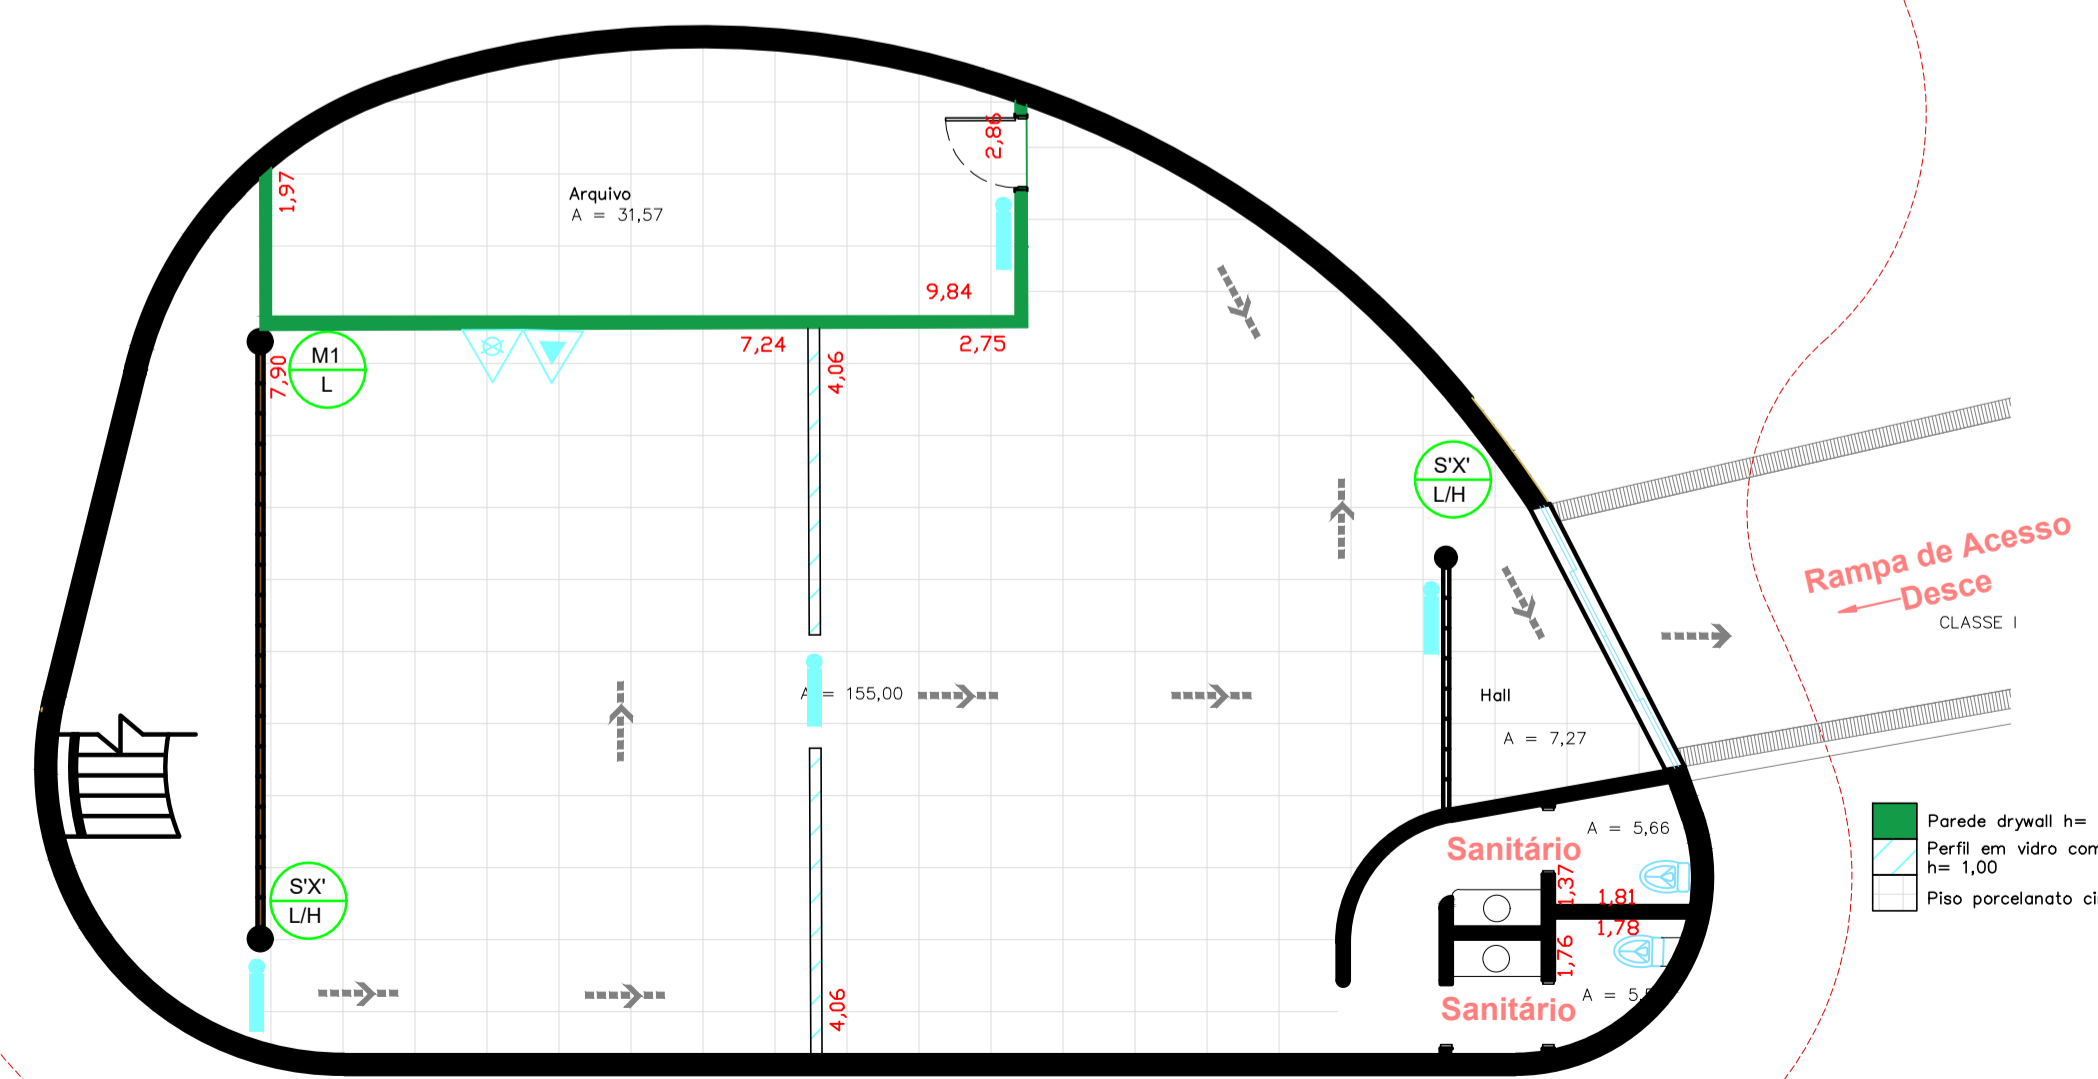 2,86
1,97
Arquivo
A = 31,57
9,84
7,24
2,75
4,06
7,90
M1
L
S'X'
L/H
Rampa de Acesso
Desce
CLASSE I
A = 155,00
Hall
A = 7,27
Parede drywall h=
Perfil em vidro com
h= 1,00
Piso porcelanato
A = 5,66
Sanitário
1,37
1,81
1,78
1,76
S'X'
L/H
A = 5,
Sanitário
4,06